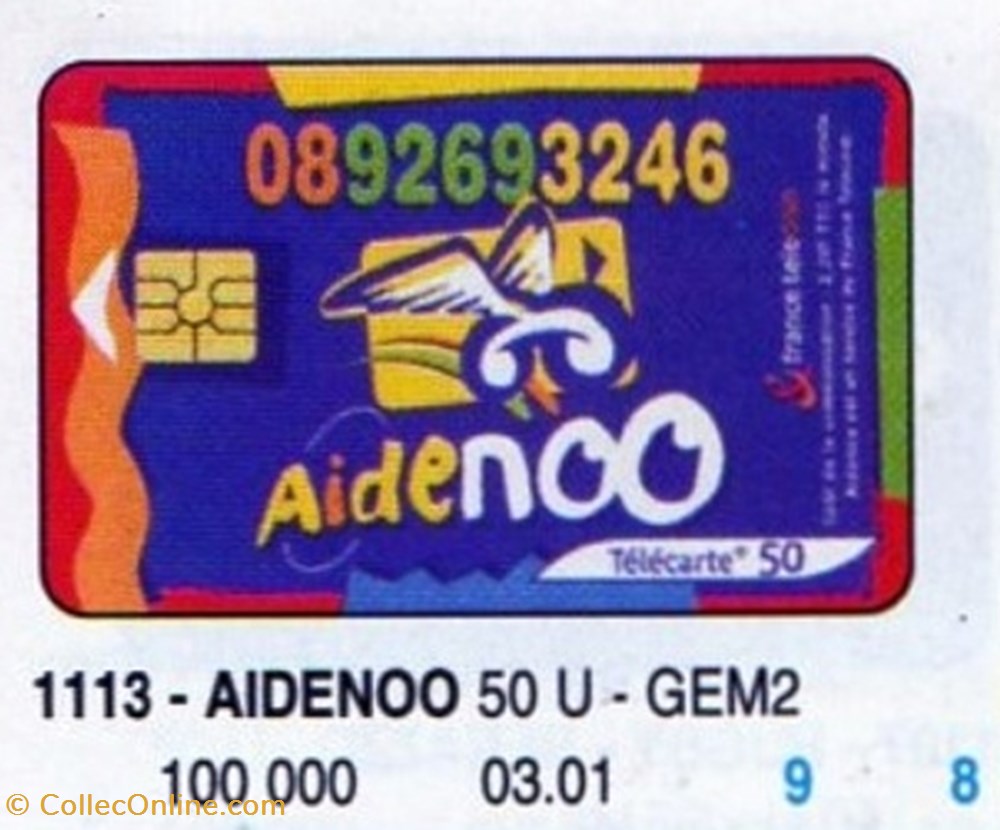 0892693246
france telecom
Aidenoo
Télécarte® 50
1113 - AIDENOO 50 U - GEM2
100 000 03.01 9 8
© CollecOnline.com